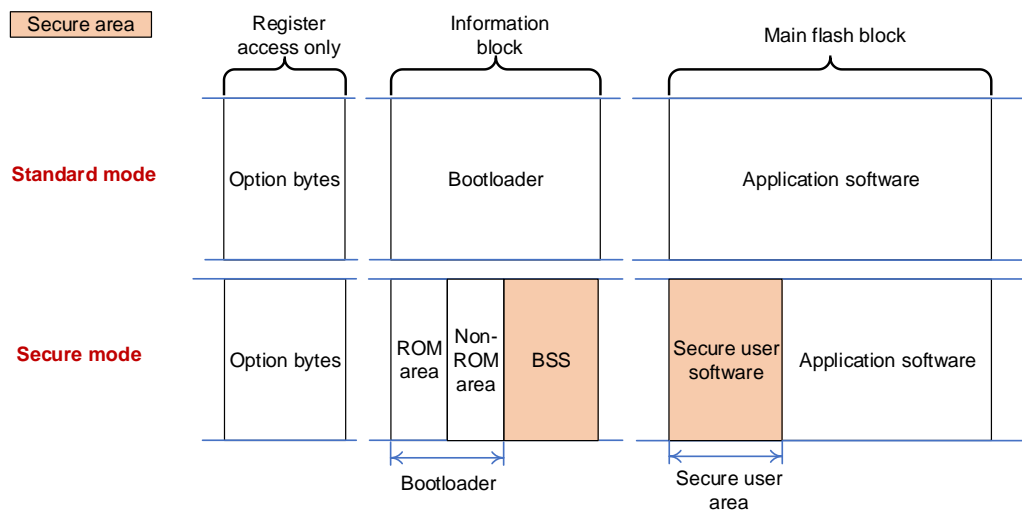 Secure area
Register
access only
Information
block
Main flash block
Standard mode
Option bytes
Bootloader
Application software
Secure mode
Option bytes
ROM
area
Non-
ROM
area
BSS
Secure user
software
Application software
Bootloader
Secure user
area